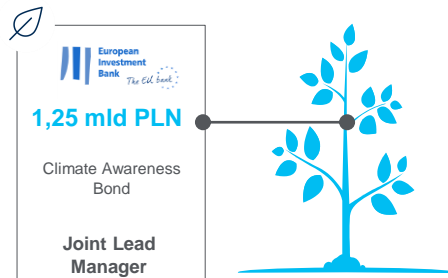 European
Investment
Bank
The EU bank
1,25 mld PLN
Climate Awareness
Bond
Joint Lead
Manager